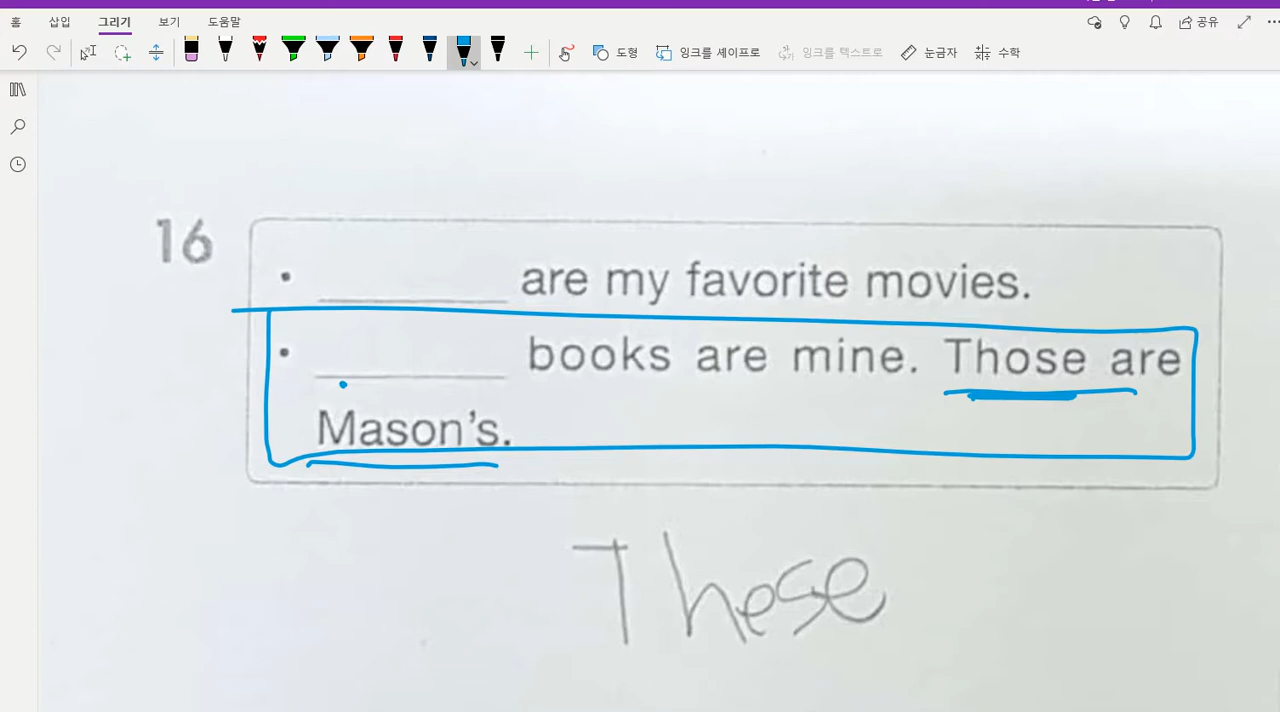 홈 삽입 그리기 보기 도움말 공유
도형 잉크를 셰이프로 잉크를 텍스트로 눈금자 수학
16
• ________ are my favorite movies.
• ________ books are mine. Those are
Mason's.
These